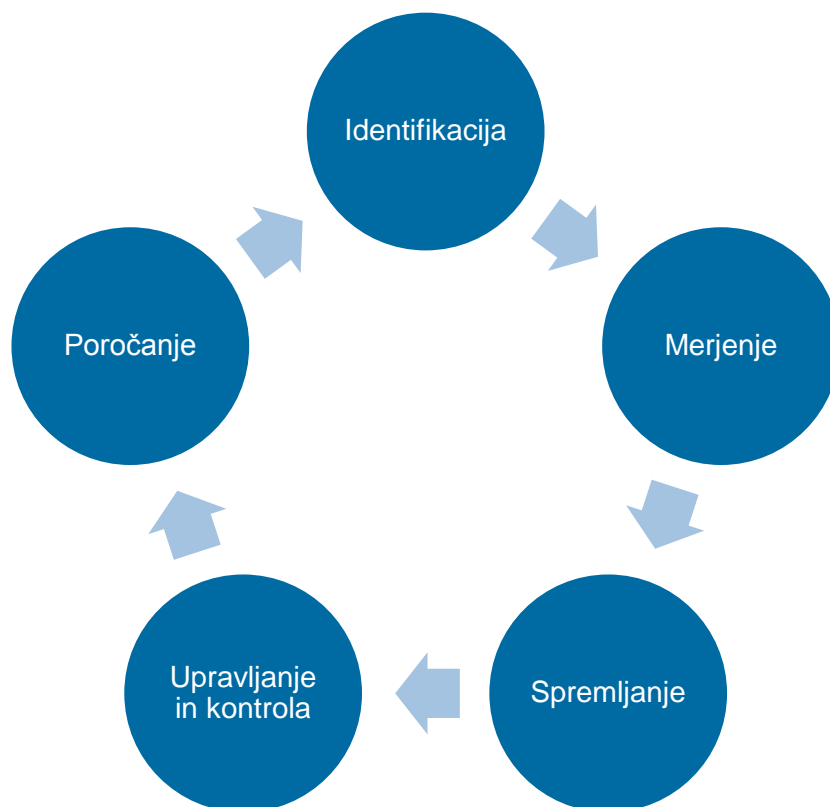 Identifikacija
Merjenje
Spremljanje
Upravljanje
in kontrola
Poročanje